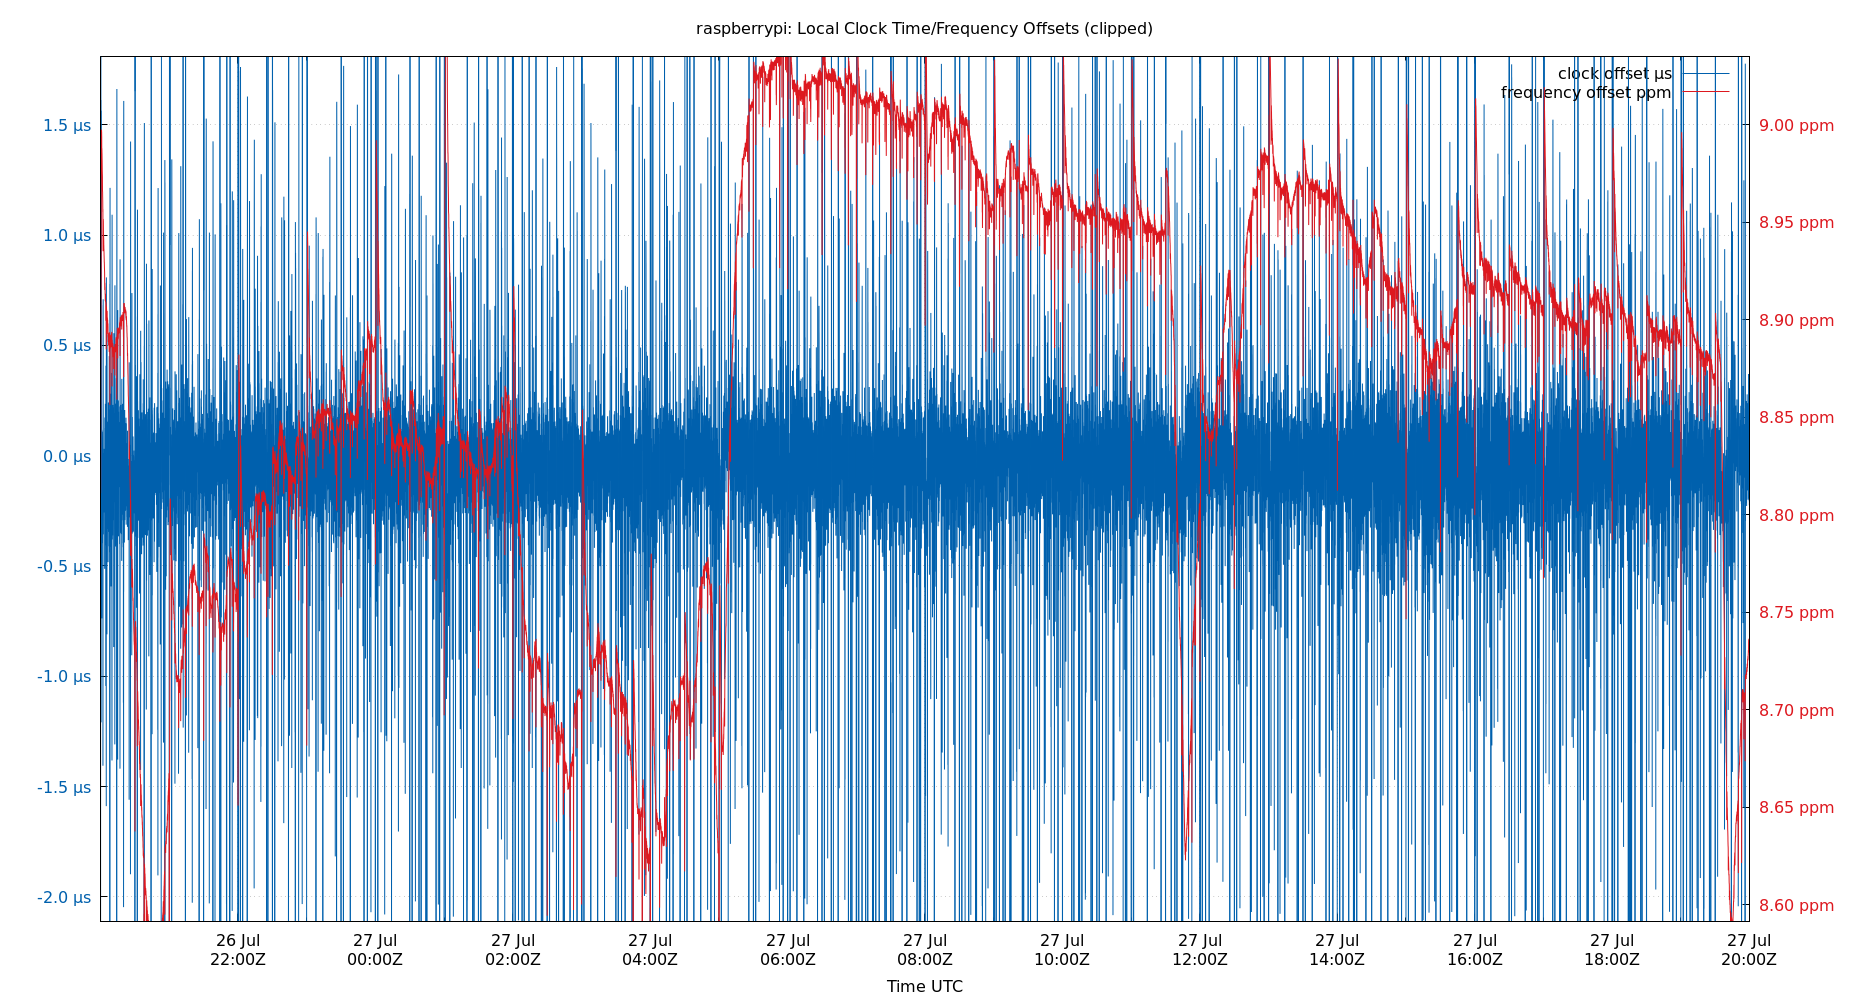 raspberrypi: Local Clock Time/Frequency Offsets (clipped)
clock offset µs
frequency offset ppm
1.5 µs
1.0 µs
0.5 µs
0.0 µs
-0.5 µs
-1.0 µs
-1.5 µs
-2.0 µs
9.00 ppm
8.95 ppm
8.90 ppm
8.85 ppm
8.80 ppm
8.75 ppm
8.70 ppm
8.65 ppm
8.60 ppm
26 Jul 27 Jul 27 Jul 27 Jul 27 Jul 27 Jul 27 Jul 27 Jul 27 Jul 27 Jul 27 Jul 27 Jul
22:00Z 00:00Z 02:00Z 04:00Z 06:00Z 08:00Z 10:00Z 12:00Z 14:00Z 16:00Z 18:00Z 20:00Z
Time UTC